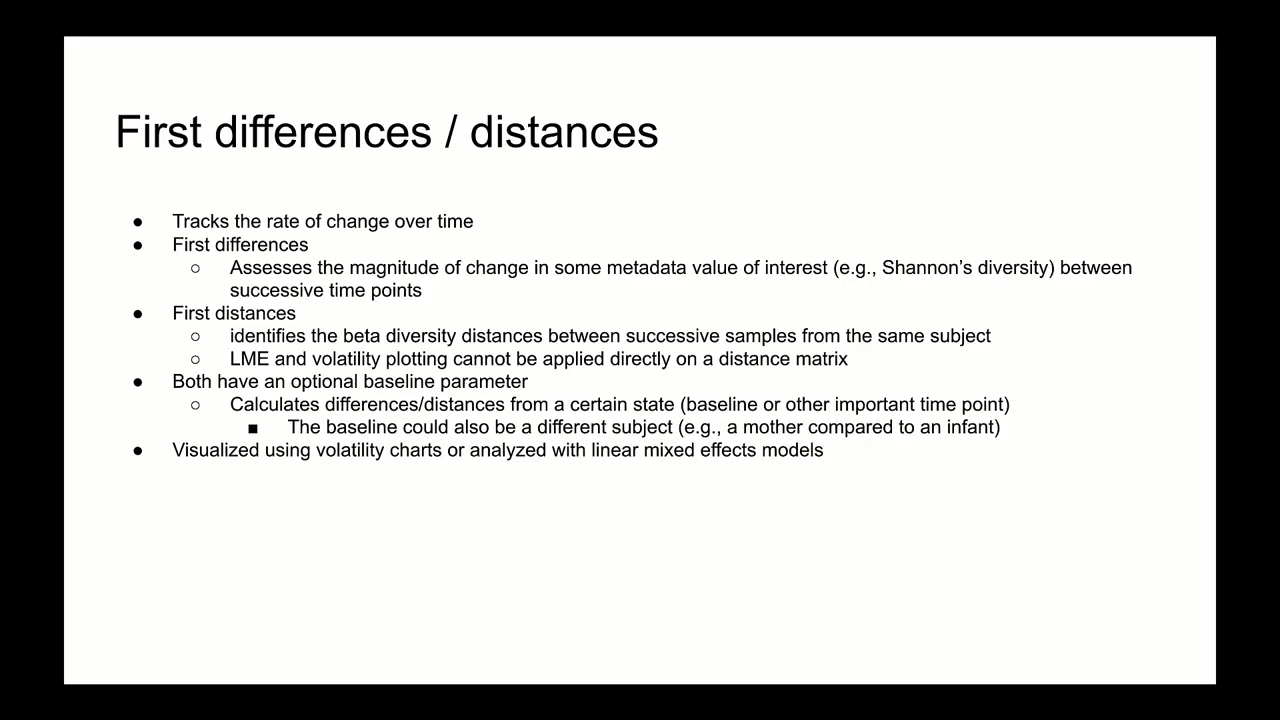 First differences / distances
● Tracks the rate of change over time
● First differences
○ Assesses the magnitude of change in some metadata value of interest (e.g., Shannon's diversity) between
successive time points
● First distances
○ identifies the beta diversity distances between successive samples from the same subject
○ LME and volatility plotting cannot be applied directly on a distance matrix
● Both have an optional baseline parameter
○ Calculates differences/distances from a certain state (baseline or other important time point)
■ The baseline could also be a different subject (e.g., a mother compared to an infant)
● Visualized using volatility charts or analyzed with linear mixed effects models